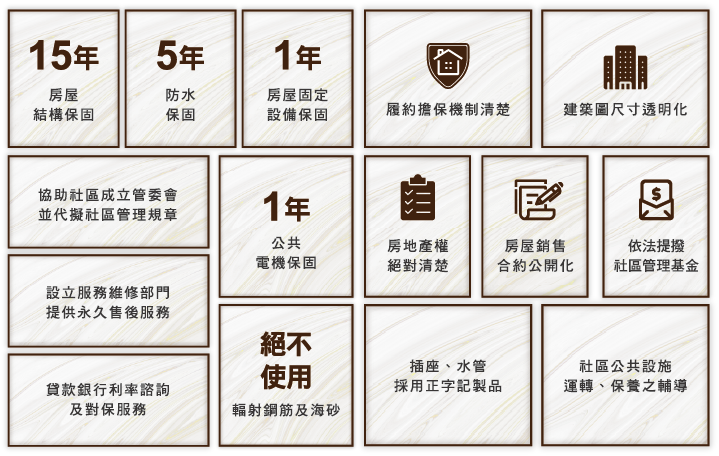 15年
房屋
結構保固
5年
防水
保固
1年
房屋固定
設備保固
履約擔保機制清楚
建築圖尺寸透明化
協助社區成立管委會
並代擬社區管理規章
1年
公共
電機保固
房地產權
絕對清楚
房屋銷售
合約公開化
$
依法提撥
社區管理基金
設立服務維修部門
提供永久售後服務
絕不
使用
輻射鋼筋及海砂
插座、水管
採用正字記製品
社區公共設施
運轉、保養之輔導
貸款銀行利率諮詢
及對保服務